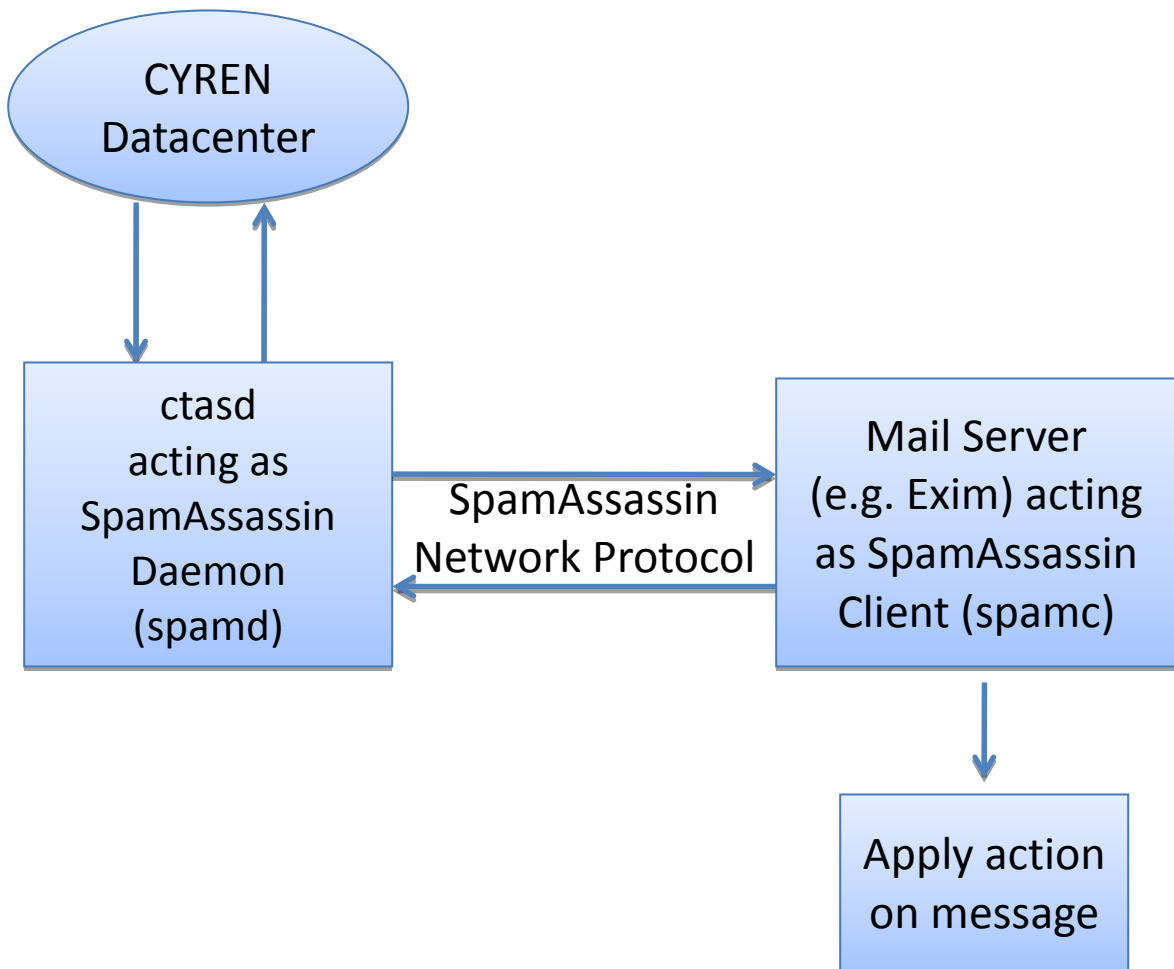 CYREN
Datacenter
ctasd
acting as
SpamAssassin
Daemon
(spamd)
SpamAssassin
Network Protocol
Mail Server
(e.g. Exim) acting
as SpamAssassin
Client (spamc)
Apply action
on message